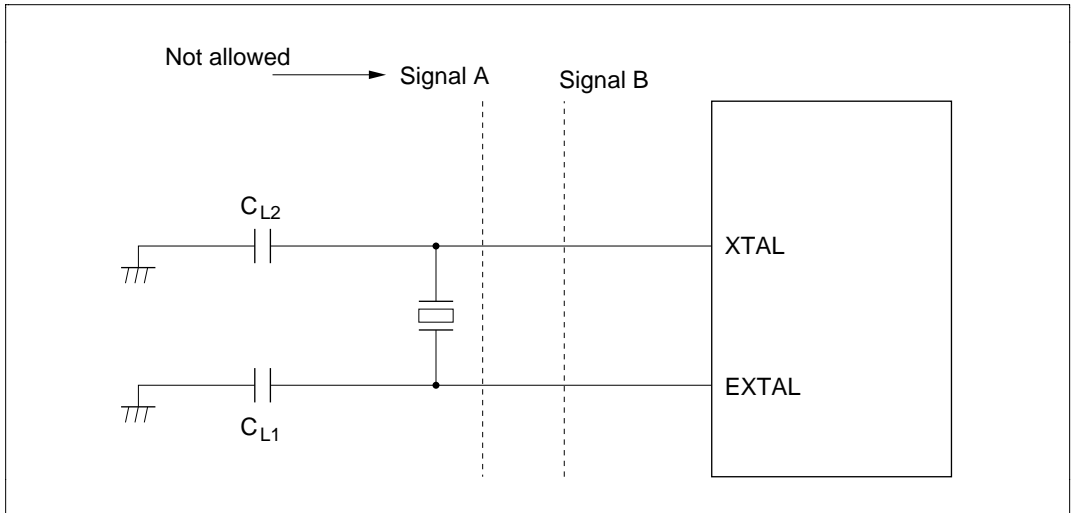 Not allowed
Signal A
Signal B
CL2
XTAL
EXTAL
CL1